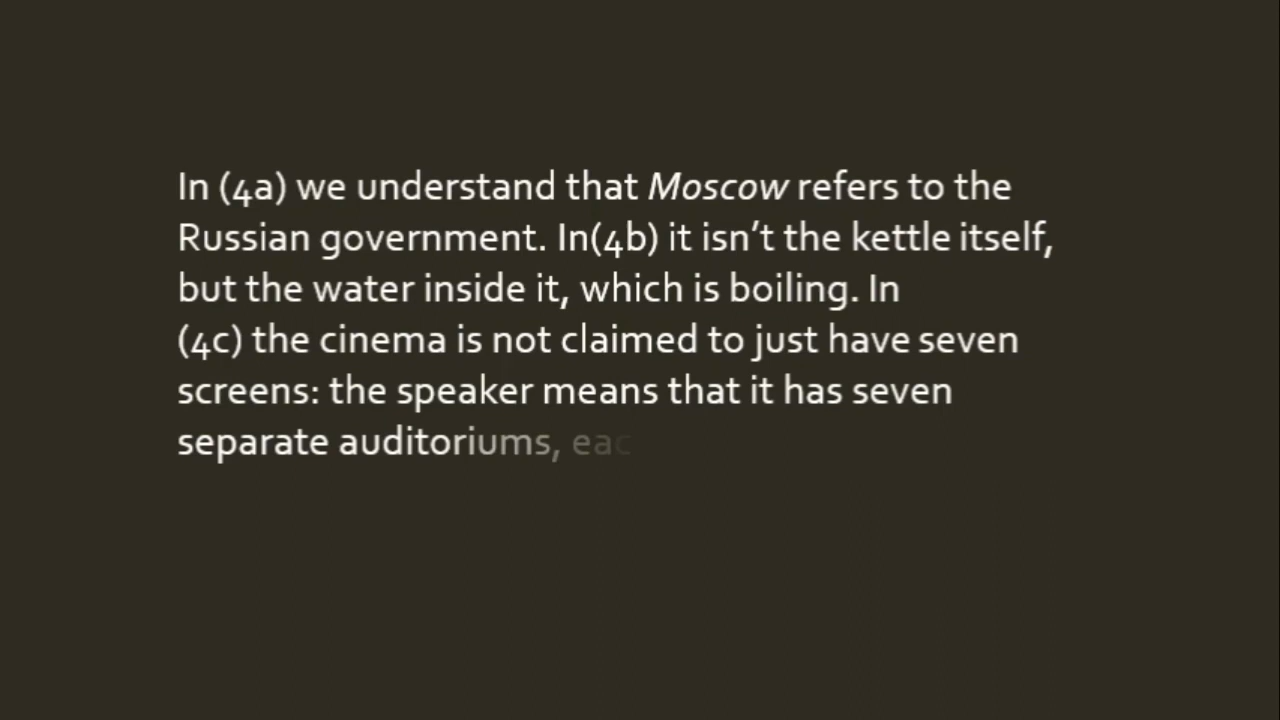 In (4a) we understand that Moscow refers to the
Russian government. In(4b) it isn’t the kettle itself,
but the water inside it, which is boiling. In
(4c) the cinema is not claimed to just have seven
screens: the speaker means that it has seven
separate auditoriums, eac